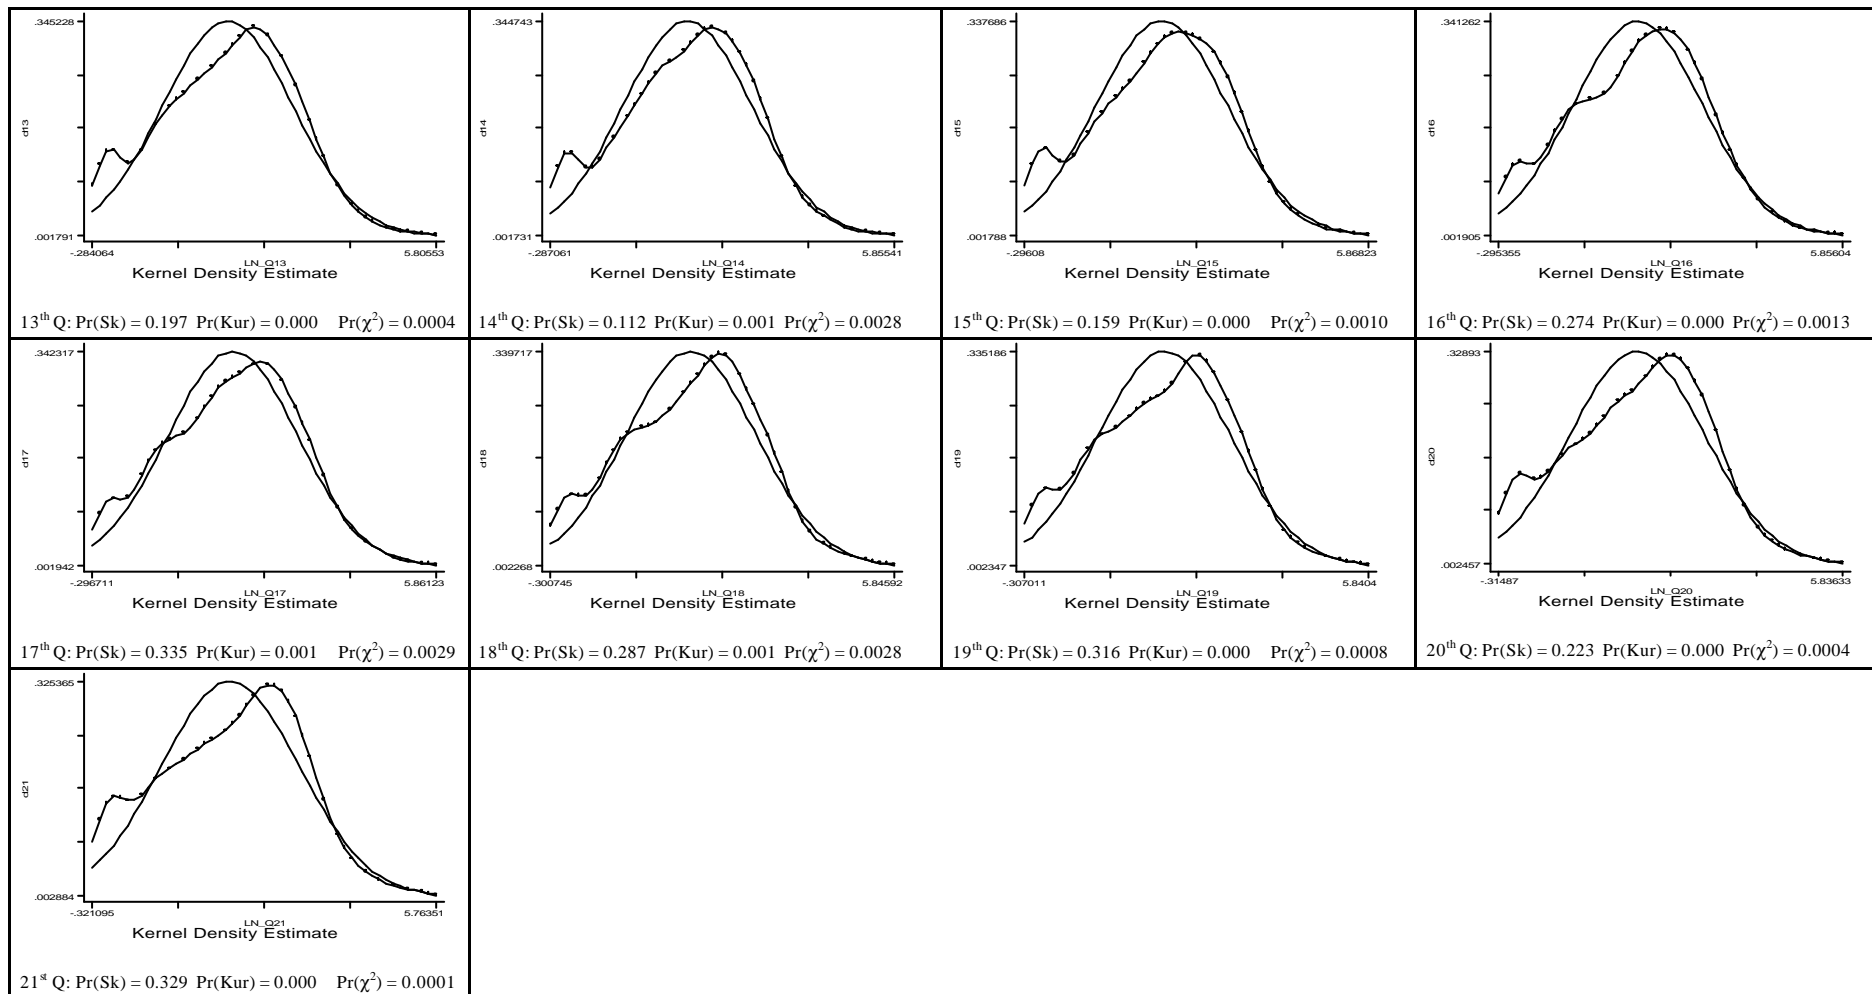 .345228
d13
.001791
-.284064
5.80553
LN_Q13
Kernel Density Estimate
13th Q: Pr(Sk) = 0.197 Pr(Kur) = 0.000 Pr(χ2) = 0.0004
.344743
d14
.001731
-.287061
5.85541
LN_Q14
Kernel Density Estimate
14th Q: Pr(Sk) = 0.112 Pr(Kur) = 0.001 Pr(χ2) = 0.0028
.337686
d15
.001788
-.29608
5.86823
LN_Q15
Kernel Density Estimate
15th Q: Pr(Sk) = 0.159 Pr(Kur) = 0.000 Pr(χ2) = 0.0010
.341262
d16
.001905
-.295355
5.85604
LN_Q16
Kernel Density Estimate
16th Q: Pr(Sk) = 0.274 Pr(Kur) = 0.000 Pr(χ2) = 0.0013
.342317
d17
.001942
-.296711
5.86123
LN_Q17
Kernel Density Estimate
17th Q: Pr(Sk) = 0.335 Pr(Kur) = 0.001 Pr(χ2) = 0.0029
.339717
d18
.002268
-.300745
5.84592
LN_Q18
Kernel Density Estimate
18th Q: Pr(Sk) = 0.287 Pr(Kur) = 0.001 Pr(χ2) = 0.0028
.335186
d19
.002347
-.307011
5.8404
LN_Q19
Kernel Density Estimate
19th Q: Pr(Sk) = 0.316 Pr(Kur) = 0.000 Pr(χ2) = 0.0008
.32893
d20
.002457
-.31487
5.83633
LN_Q20
Kernel Density Estimate
20th Q: Pr(Sk) = 0.223 Pr(Kur) = 0.000 Pr(χ2) = 0.0004
.325365
d21
.002884
-.321095
5.76351
LN_Q21
Kernel Density Estimate
21st Q: Pr(Sk) = 0.329 Pr(Kur) = 0.000 Pr(χ2) = 0.0001